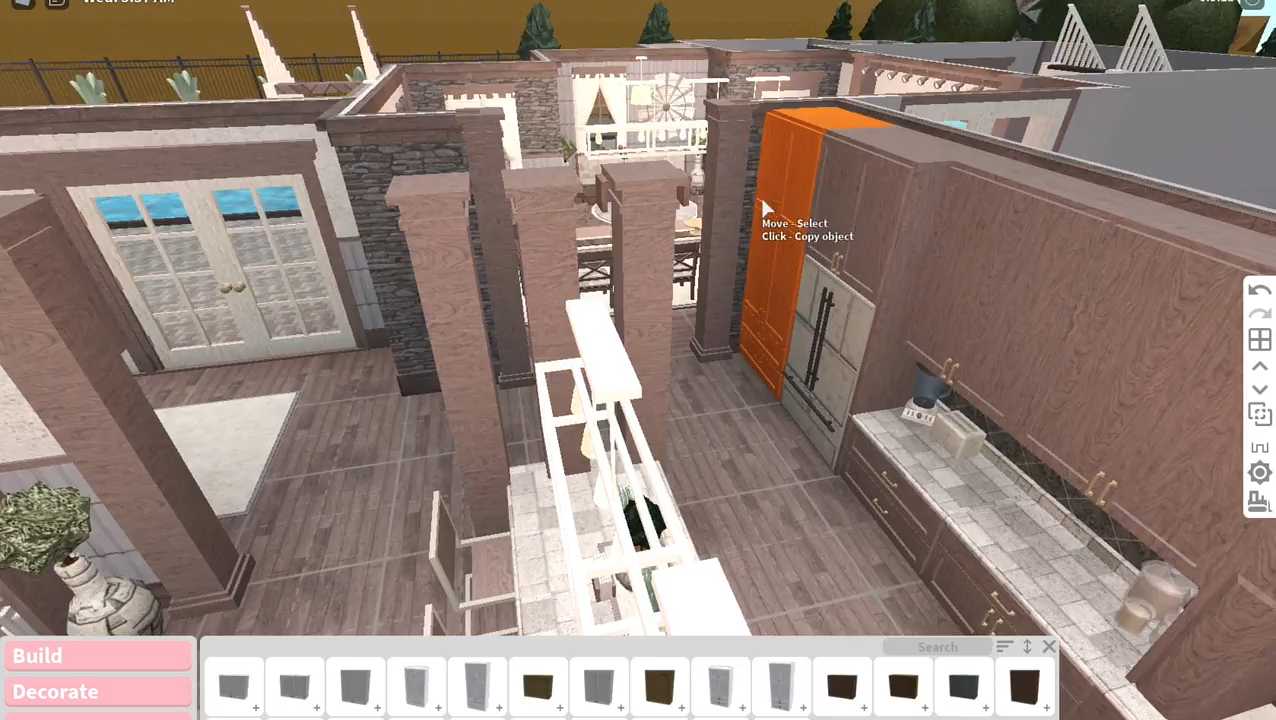 Move - Select
Click - Copy object
Search
Build
Decorate